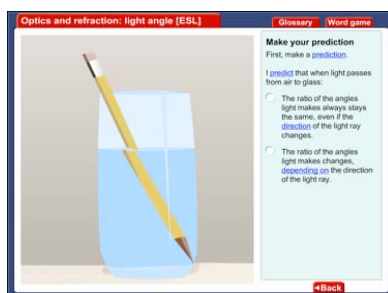 Optics and refraction: light angle [ESL]
Glossary
Word game
Make your prediction
First, make a prediction.
I predict that when light passes
from air to glass:
The ratio of the angles
light makes always stays
the same, even if the
direction of the light ray
changes.
The ratio of the angles
light makes changes,
depending on the direction
of the light ray.
Back